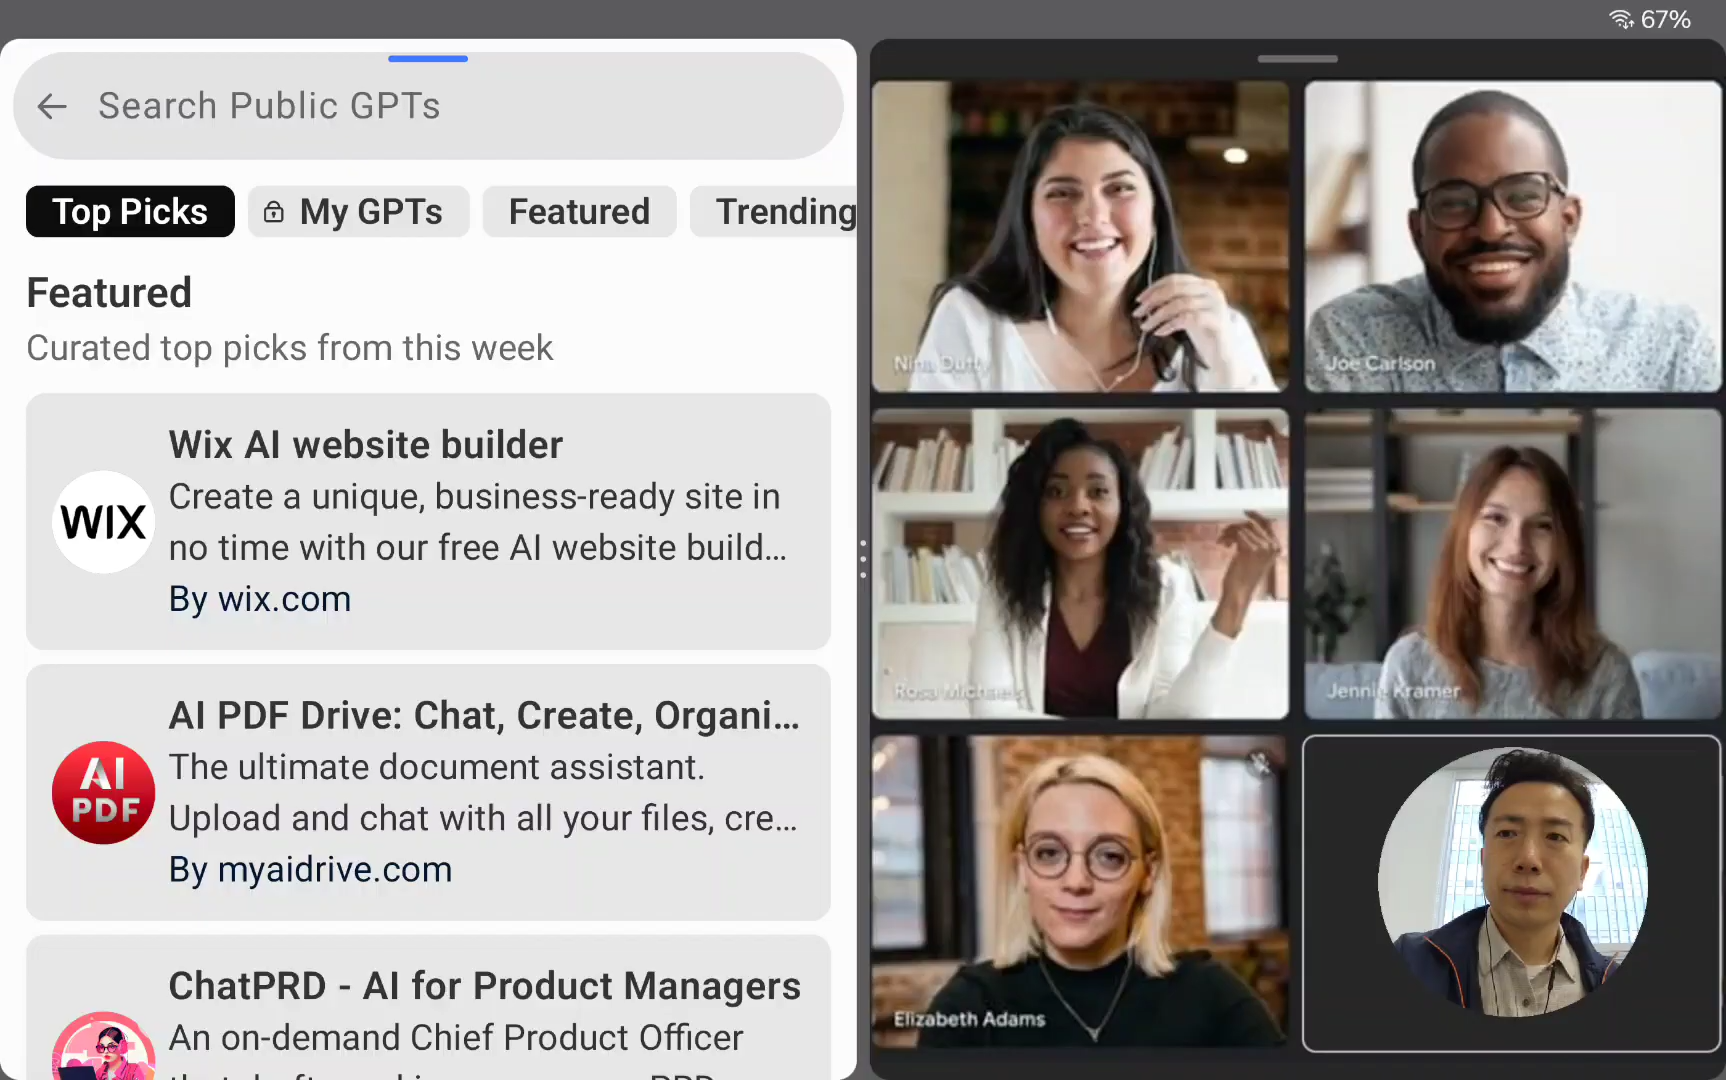 67%
Search Public GPTs
Top Picks
My GPTs
Featured
Trending
Featured
Curated top picks from this week
WIX
Wix AI website builder
Create a unique, business-ready site in
no time with our free AI website build...
By wix.com
AI
PDF
AI PDF Drive: Chat, Create, Organi...
The ultimate document assistant.
Upload and chat with all your files, cre...
By myaidrive.com
ChatPRD - AI for Product Managers
An on-demand Chief Product Officer
Nina Duffy
Joe Carlson
Rosa Michaels
Jennie Kramer
Elizabeth Adams